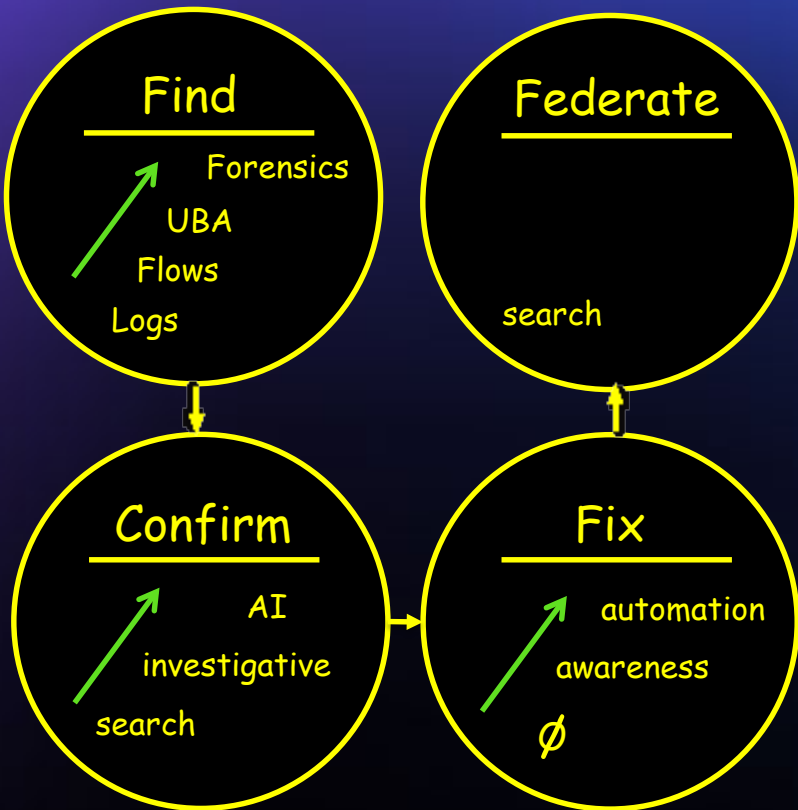 Find
Forensics
UBA
Flows
Logs
Federate
search
Confirm
AI
investigative
search
Fix
automation
awareness
ϕ